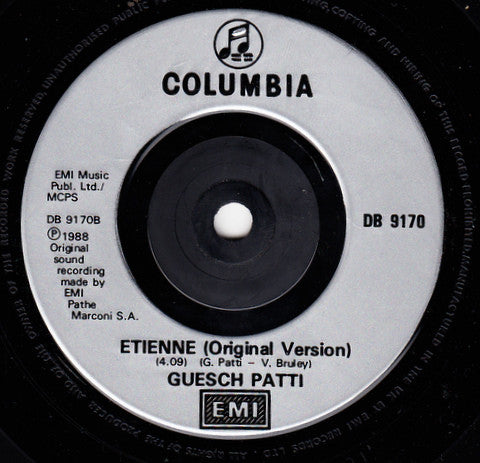 COLUMBIA
EMI Music
Publ. Ltd./
MCPS
DB 9170B
Ⓟ 1988
Original
sound
recording
made by
EMI
Pathe
Marconi S.A.
DB 9170
ETIENNE (Original Version)
(4.09) (G. Patti - V. Bruley)
GUESCH PATTI
EMI